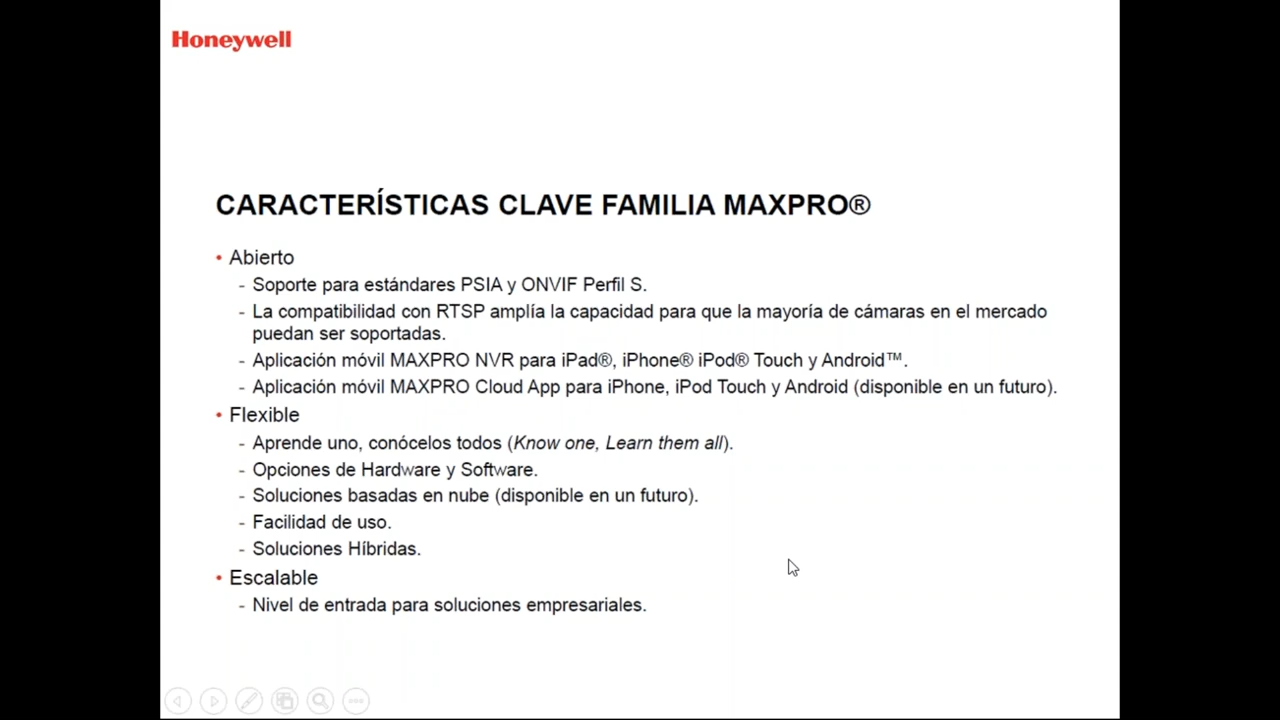 Honeywell
CARACTERÍSTICAS CLAVE FAMILIA MAXPRO®
• Abierto
- Soporte para estándares PSIA y ONVIF Perfil S.
- La compatibilidad con RTSP amplía la capacidad para que la mayoría de cámaras en el mercado
puedan ser soportadas.
- Aplicación móvil MAXPRO NVR para iPad®, iPhone® iPod® Touch y Android™.
- Aplicación móvil MAXPRO Cloud App para iPhone, iPod Touch y Android (disponible en un futuro).
• Flexible
- Aprende uno, conócelos todos (Know one, Learn them all).
- Opciones de Hardware y Software.
- Soluciones basadas en nube (disponible en un futuro).
- Facilidad de uso.
- Soluciones Híbridas.
• Escalable
- Nivel de entrada para soluciones empresariales.